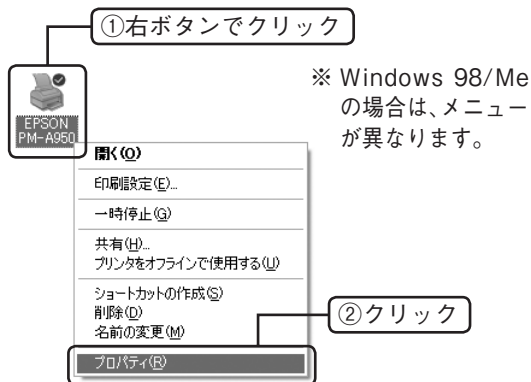 ①右ボタンでクリック
※ Windows 98/Me
の場合は、メニュー
が異なります。
EPSON
PM-A950
開く(O)
印刷設定(E)...
一時停止(G)
共有(H)...
プリンタをオフラインで使用する(U)
ショートカットの作成(S)
削除(D)
名前の変更(M)
②クリック
プロパティ(R)